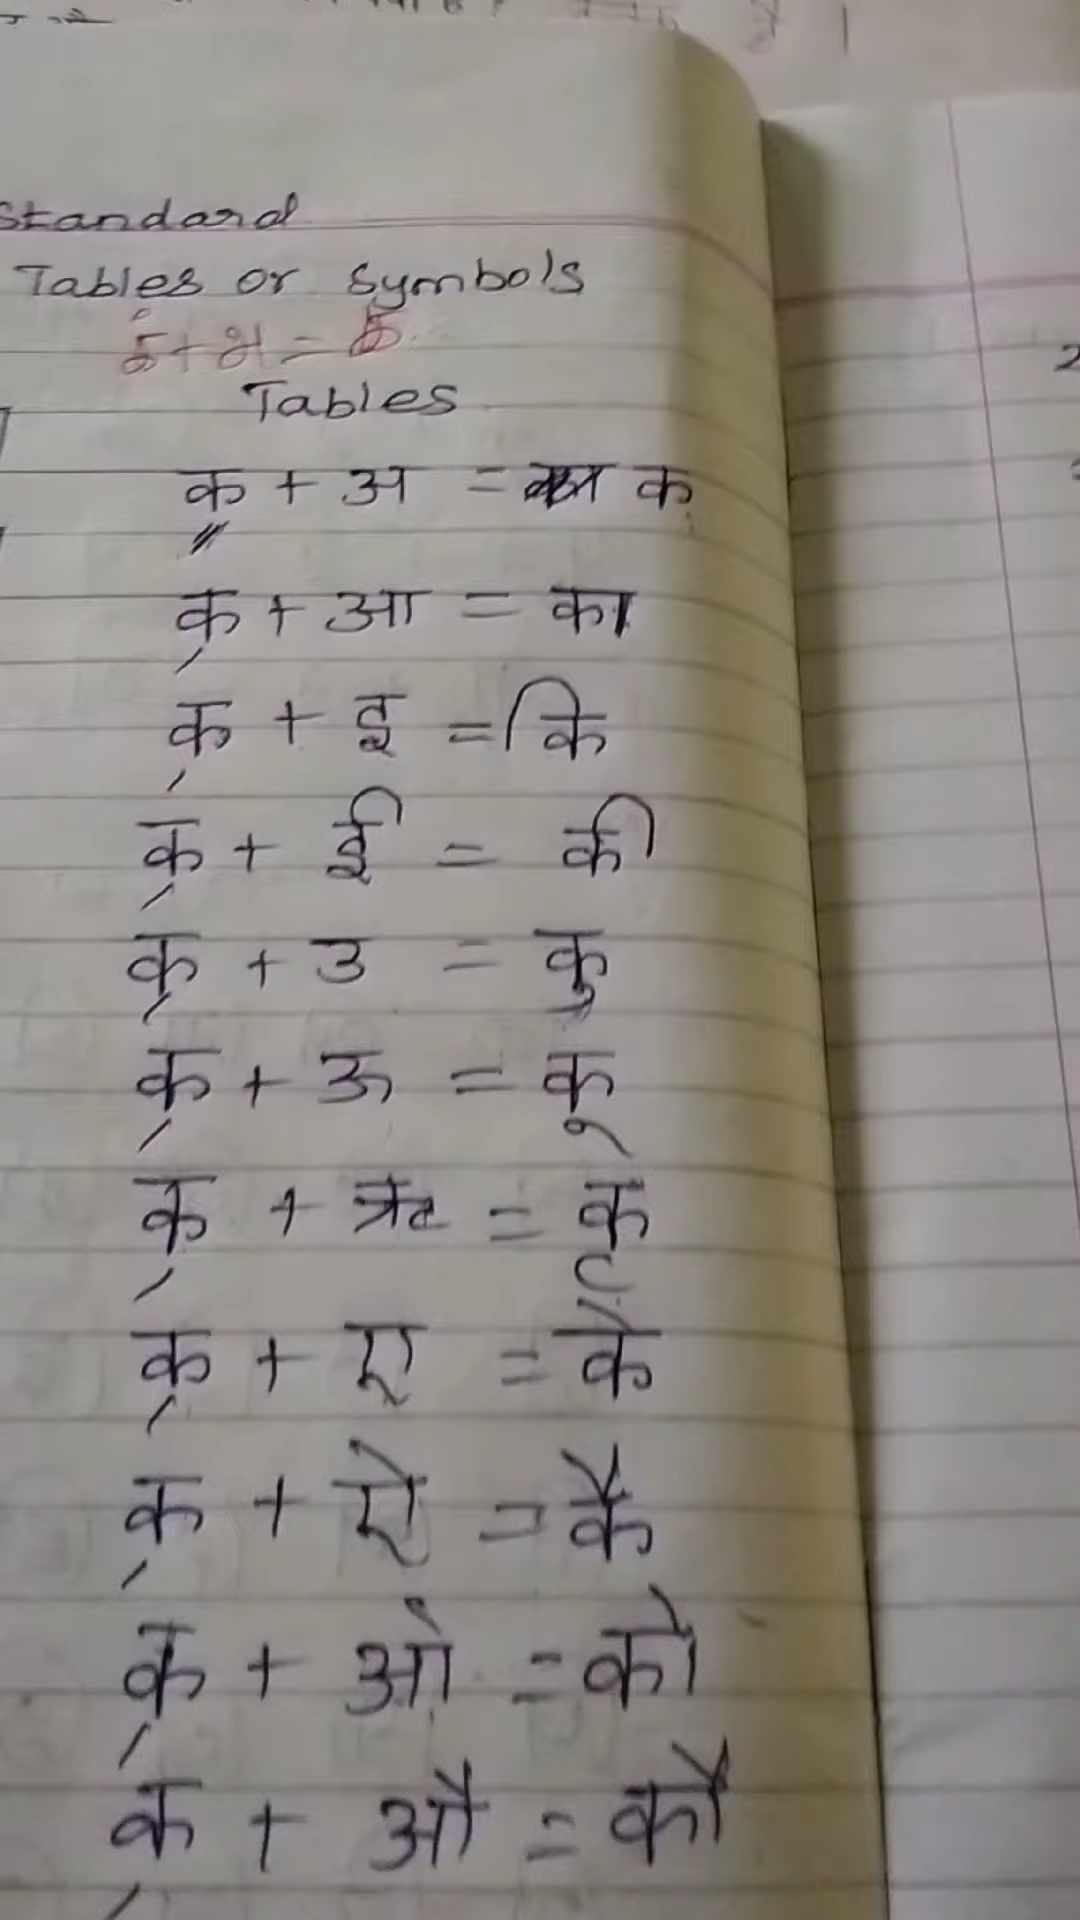 Standard
Tables or Symbols
Tables
क् + अ = क
क् + आ = का
क् + इ = कि
क् + ई = की
क् + उ = कु
क् + ऊ = कू
क् + ऋ = कृ
क् + ए = के
क् + ऐ = कै
क् + ओ = को
क् + औ = कौ